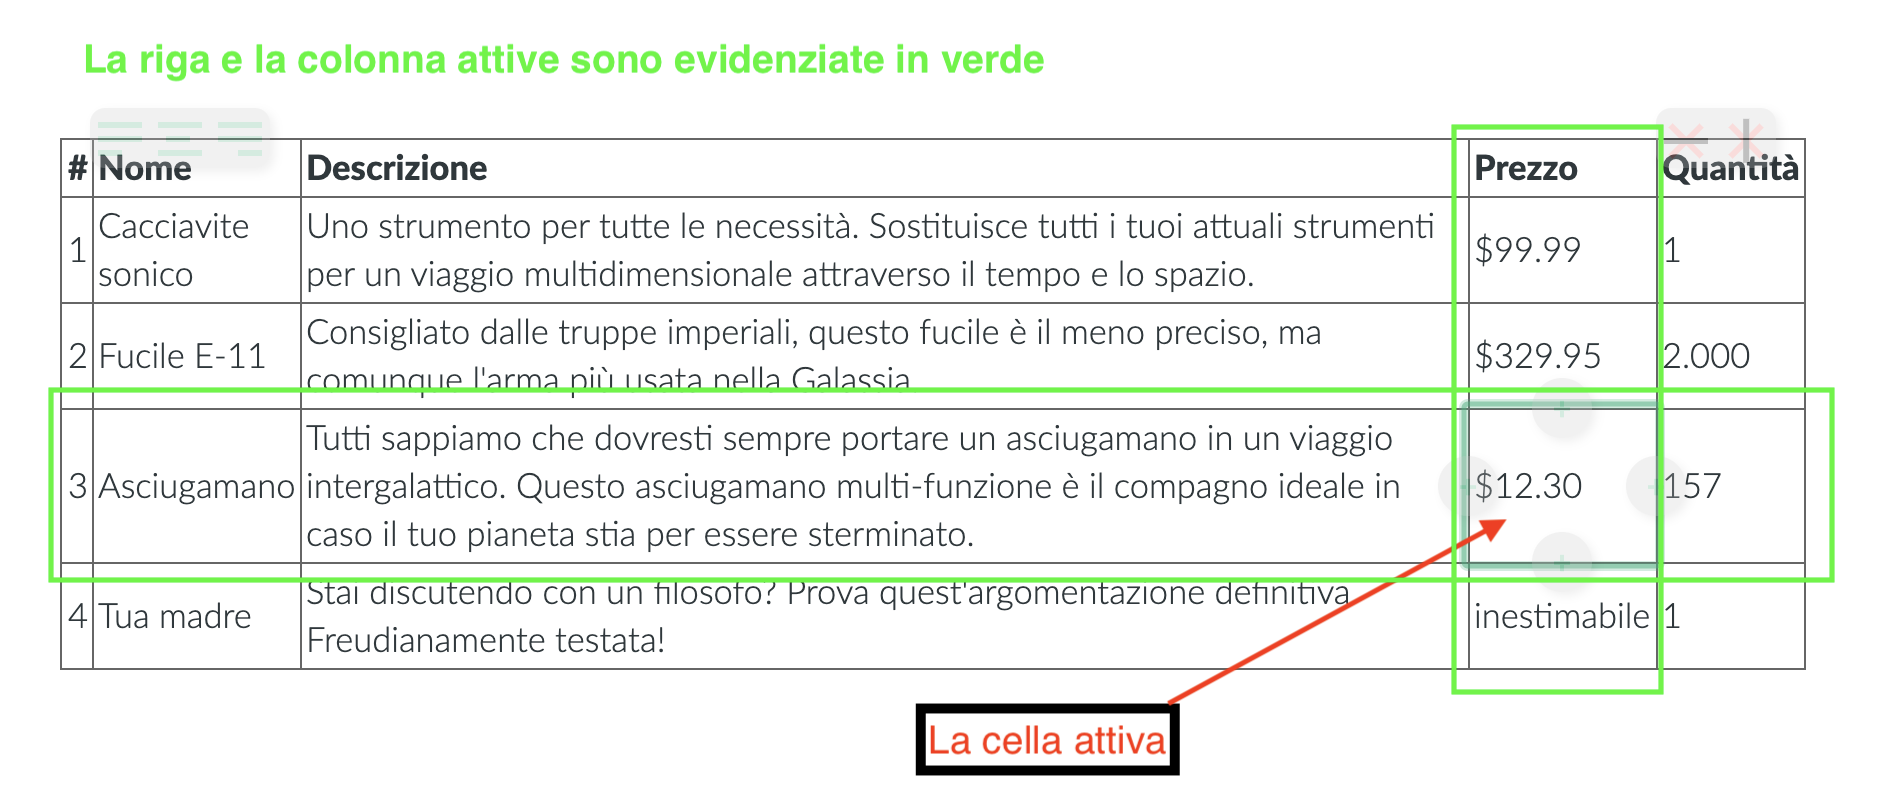 La riga e la colonna attive sono evidenziate in verde
# Nome Descrizione Prezzo Quantità
1 Cacciavite sonico Uno strumento per tutte le necessità. Sostituisce tutti i tuoi attuali strumenti per un viaggio multidimensionale attraverso il tempo e lo spazio. $99.99 1
2 Fucile E-11 Consigliato dalle truppe imperiali, questo fucile è il meno preciso, ma comunque l'arma più usata nella Galassia $329.95 2.000
3 Asciugamano Tutti sappiamo che dovresti sempre portare un asciugamano in un viaggio intergalattico. Questo asciugamano multi-funzione è il compagno ideale in caso il tuo pianeta stia per essere sterminato. $12.30 157
4 Tua madre Stai discutendo con un filosofo? Prova quest'argomentazione definitiva Freudianamente testata! inestimabile 1
La cella attiva